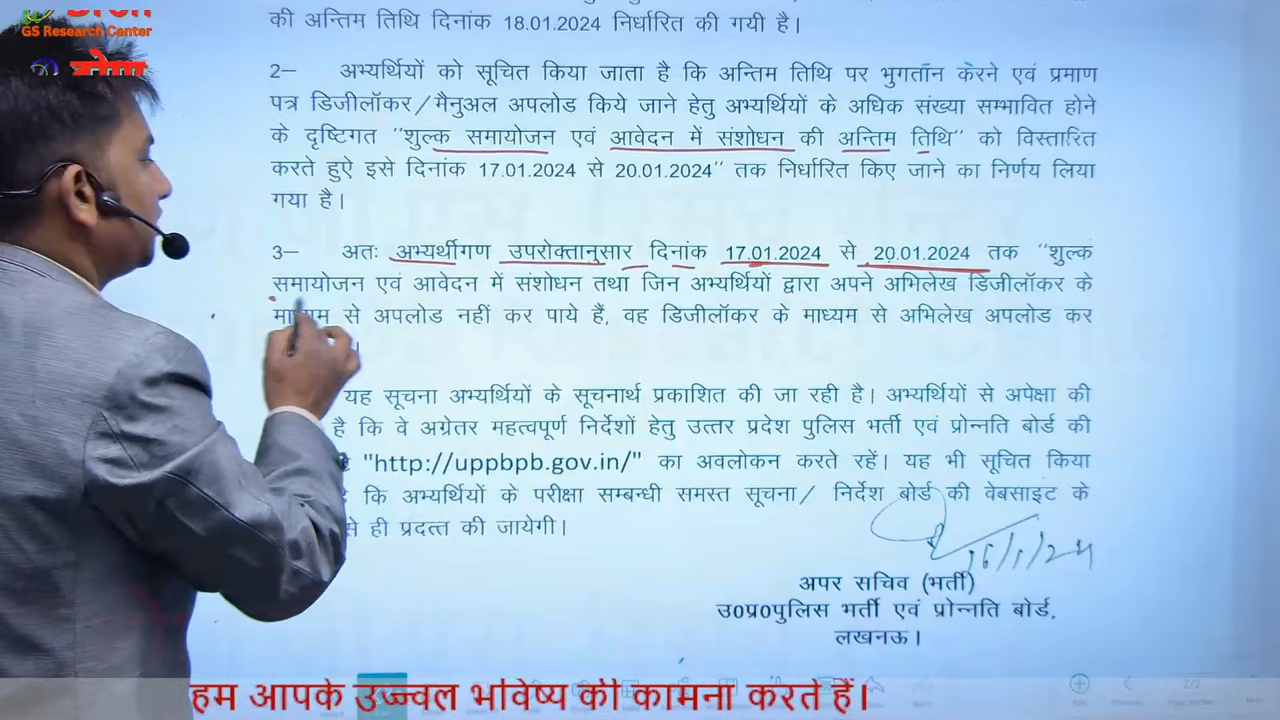 GS Research Center
द्रोण
की अन्तिम तिथि दिनांक 18.01.2024 निर्धारित की गयी है।
2– अभ्यर्थियों को सूचित किया जाता है कि अन्तिम तिथि पर भुगतान करने एवं प्रमाण
पत्र डिजीलॉकर/मैनुअल अपलोड किये जाने हेतु अभ्यर्थियों के अधिक संख्या सम्भावित होने
के दृष्टिगत "शुल्क समायोजन एवं आवेदन में संशोधन की अन्तिम तिथि" को विस्तारित
करते हुऐ इसे दिनांक 17.01.2024 से 20.01.2024" तक निर्धारित किए जाने का निर्णय लिया
गया है।
3– अतः अभ्यर्थीगण उपरोक्तानुसार दिनांक 17.01.2024 से 20.01.2024 तक "शुल्क
समायोजन एवं आवेदन में संशोधन तथा जिन अभ्यर्थियों द्वारा अपने अभिलेख डिजीलॉकर के
माध्यम से अपलोड नहीं कर पाये हैं, वह डिजीलॉकर के माध्यम से अभिलेख अपलोड कर
यह सूचना अभ्यर्थियों के सूचनार्थ प्रकाशित की जा रही है। अभ्यर्थियों से अपेक्षा की
है कि वे अग्रेतर महत्वपूर्ण निर्देशों हेतु उत्तर प्रदेश पुलिस भर्ती एवं प्रोन्नति बोर्ड की
"http://uppbpb.gov.in/" का अवलोकन करते रहें। यह भी सूचित किया
कि अभ्यर्थियों के परीक्षा सम्बन्धी समस्त सूचना/ निर्देश बोर्ड की वेबसाइट के
से ही प्रदत्त की जायेगी।
16/1/24
अपर सचिव (भर्ती)
उ0प्र0पुलिस भर्ती एवं प्रोन्नति बोर्ड,
लखनऊ।
2/2
हम आपके उज्ज्वल भविष्य की कामना करते हैं।